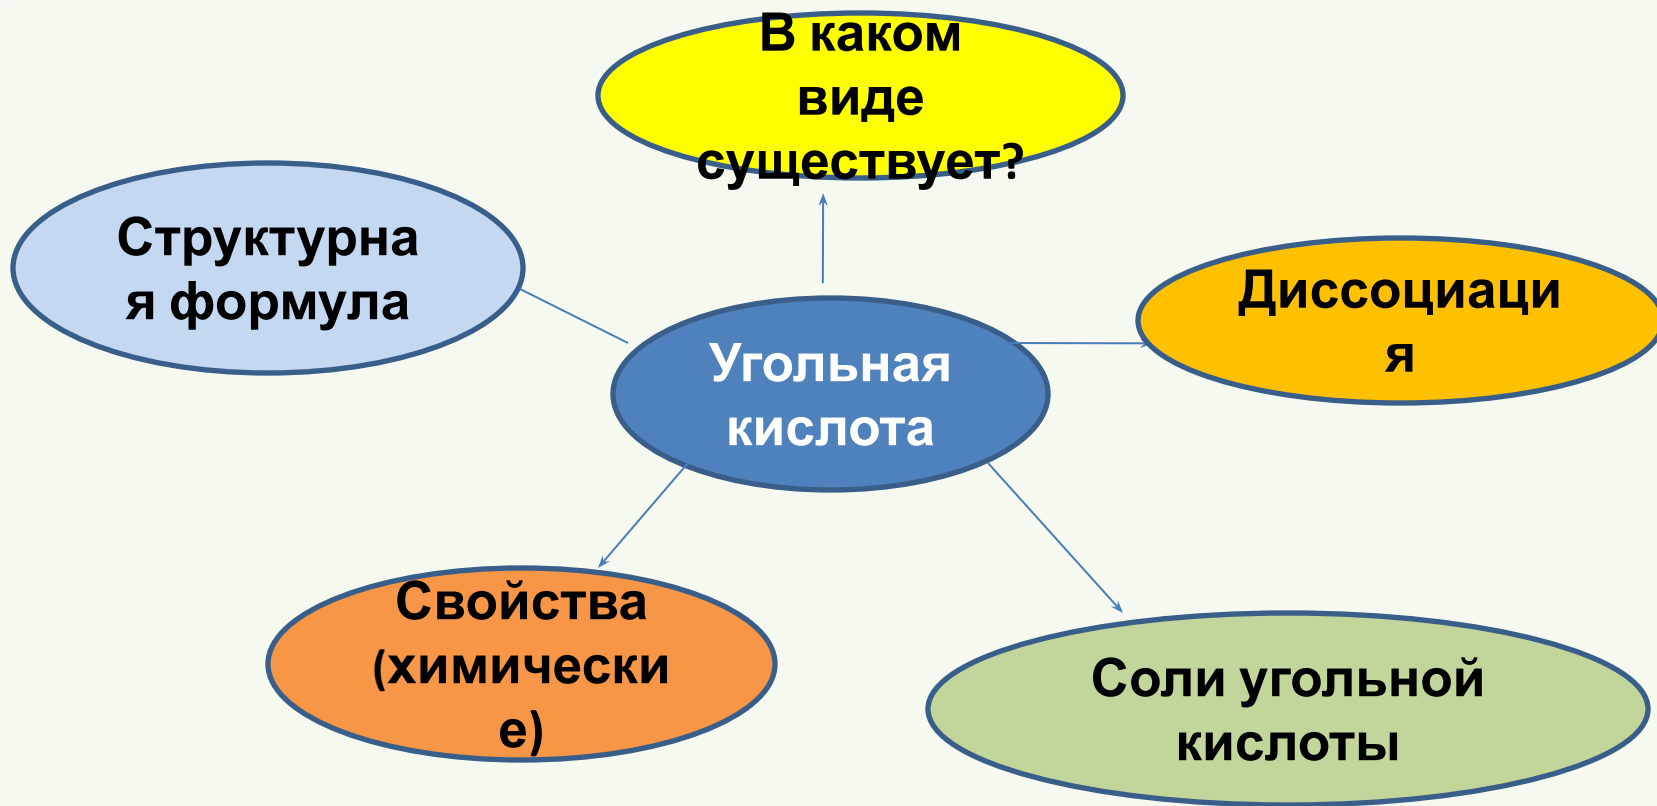 В каком
виде
существует?
Структурна
я формула
Диссоциаци
я
Угольная
кислота
Свойства
(химически
е)
Соли угольной
кислоты